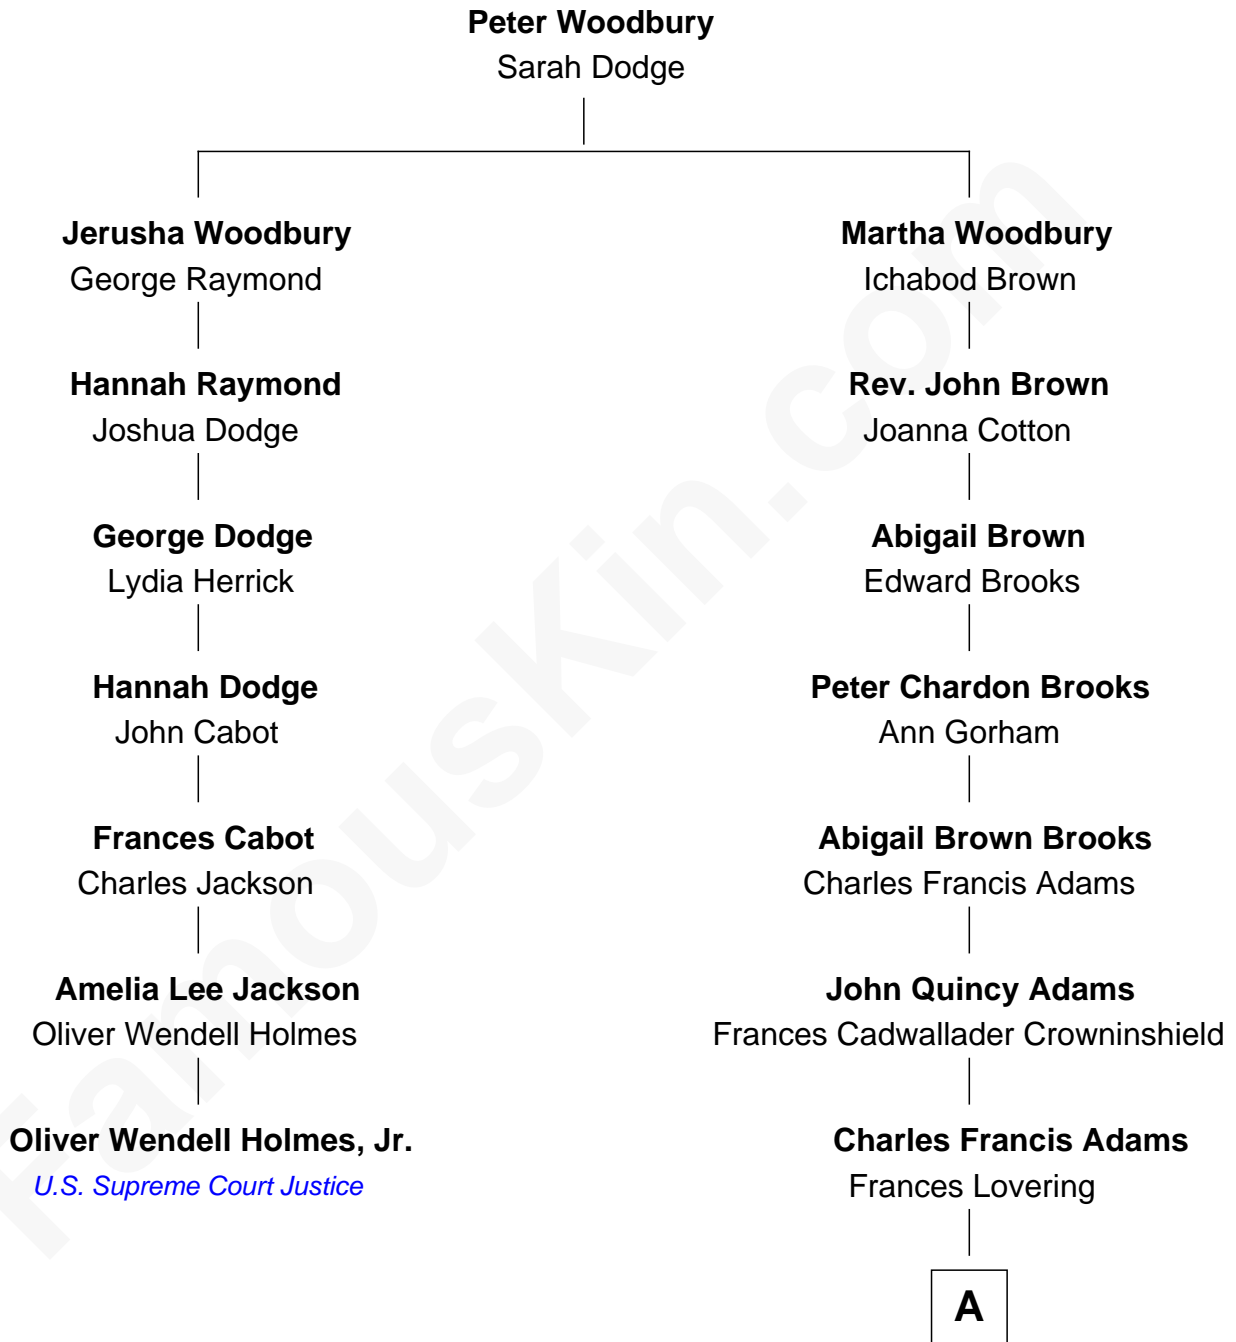 Peter Woodbury
Sarah Dodge
Jerusha Woodbury
George Raymond
Martha Woodbury
Ichabod Brown
Hannah Raymond
Joshua Dodge
Rev. John Brown
Joanna Cotton
George Dodge
Lydia Herrick
Abigail Brown
Edward Brooks
Hannah Dodge
John Cabot
Peter Chardon Brooks
Ann Gorham
Frances Cabot
Charles Jackson
Abigail Brown Brooks
Charles Francis Adams
Amelia Lee Jackson
Oliver Wendell Holmes
John Quincy Adams
Frances Cadwallader Crowninshield
Oliver Wendell Holmes, Jr.
U.S. Supreme Court Justice
Charles Francis Adams
Frances Lovering
A
FamousKin.com